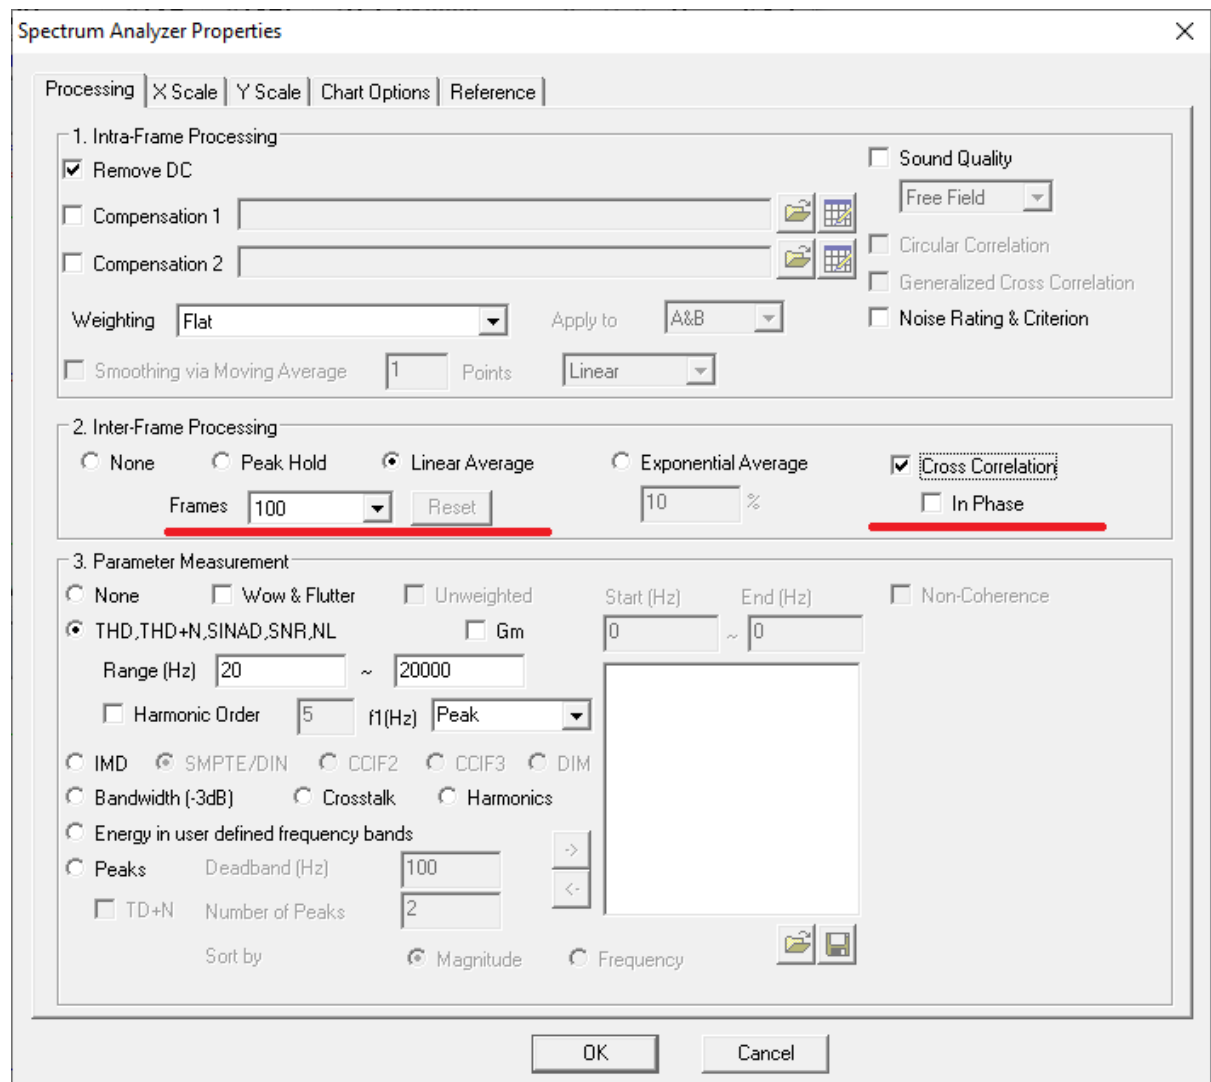 Spectrum Analyzer Properties
Processing X Scale Y Scale Chart Options Reference
1. Intra-Frame Processing
Remove DC
Sound Quality
Free Field
Compensation 1
Compensation 2
Circular Correlation
Generalized Cross Correlation
Weighting Flat Apply to A&B
Noise Rating & Criterion
Smoothing via Moving Average 1 Points Linear
2. Inter-Frame Processing
None Peak Hold Linear Average Exponential Average Cross Correlation
Frames 100 Reset 10 % In Phase
3. Parameter Measurement
None Wow & Flutter Unweighted Start (Hz) End (Hz) Non-Coherence
THD,THD+N,SINAD,SNR,NL Gm 0 ~ 0
Range (Hz) 20 ~ 20000
Harmonic Order 5 f1(Hz) Peak
IMD SMPTE/DIN CCIF2 CCIF3 DIM
Bandwidth (-3dB) Crosstalk Harmonics
Energy in user defined frequency bands
->
Peaks Deadband (Hz) 100
<-
TD+N Number of Peaks 2
Sort by Magnitude Frequency
OK Cancel